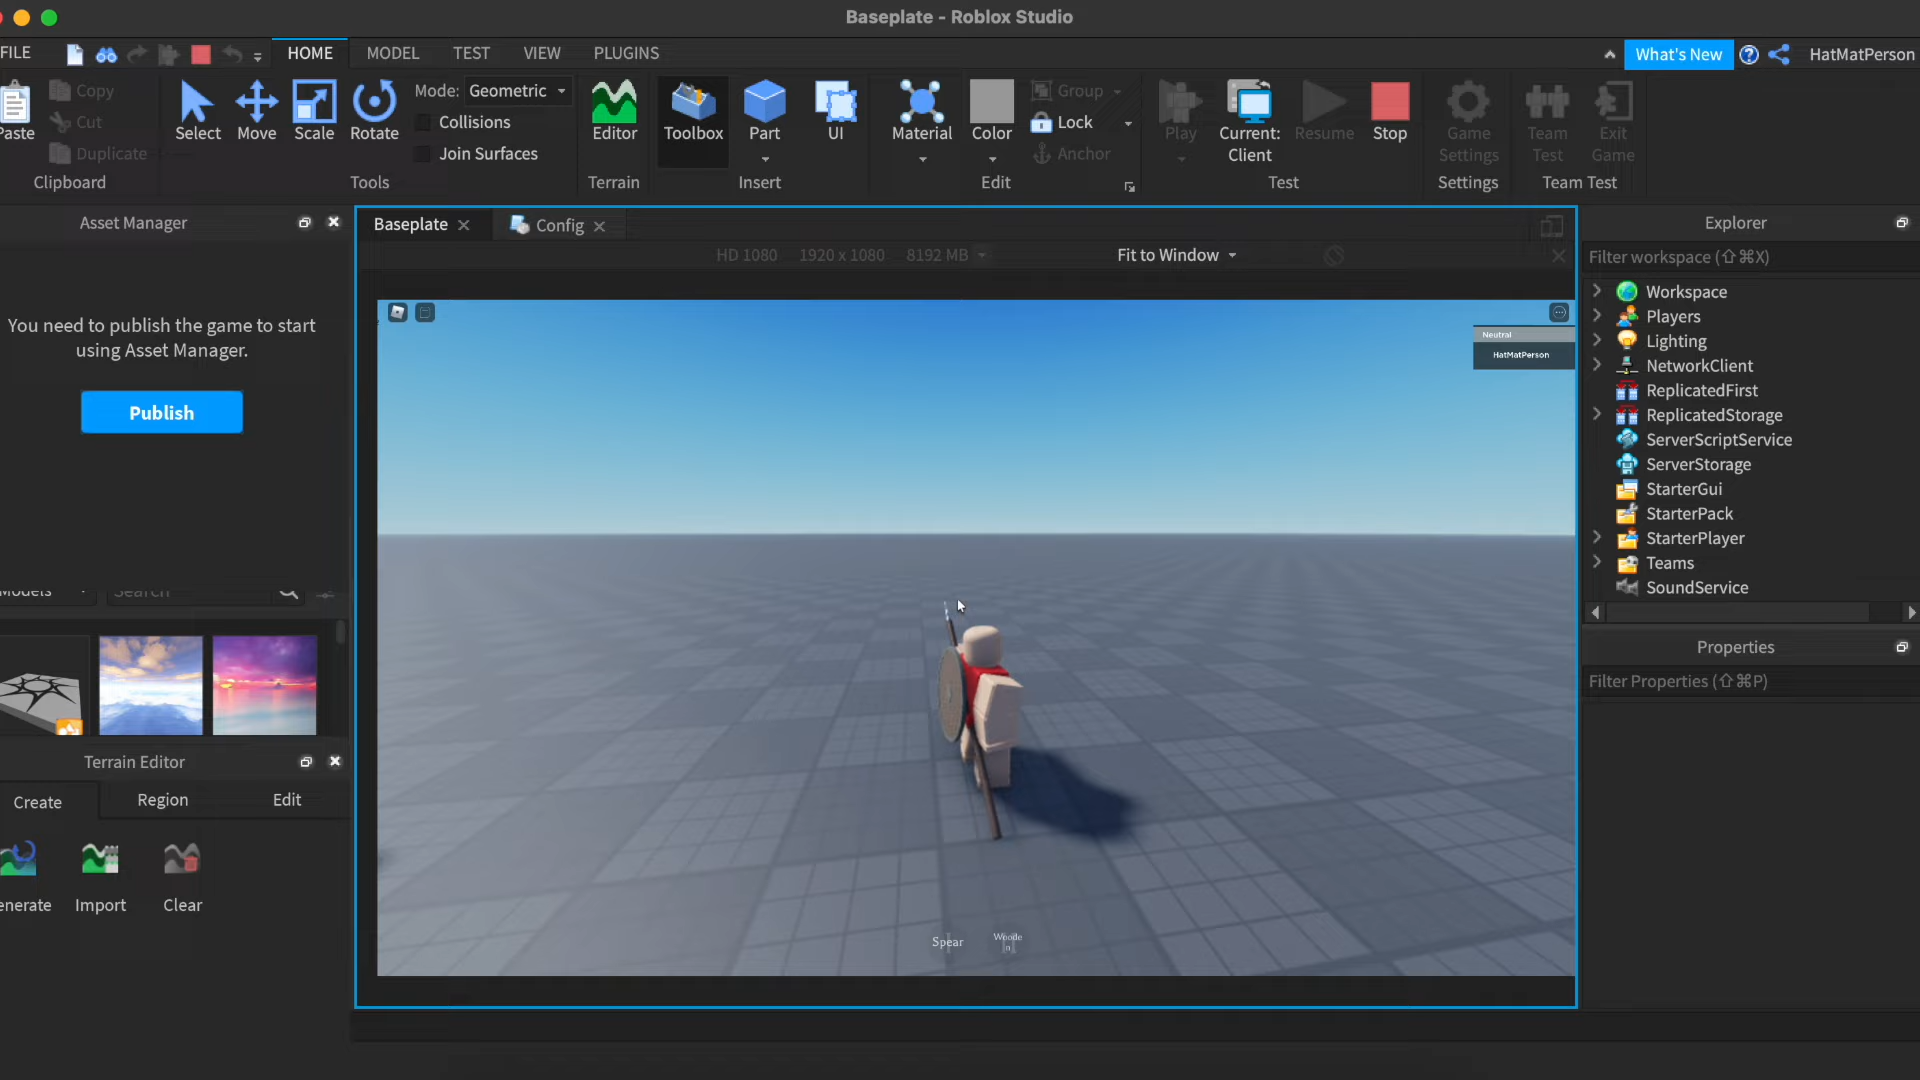 Baseplate - Roblox Studio
FILE
HOME
MODEL
TEST
VIEW
PLUGINS
What's New
HatMatPerson
Paste
Copy
Cut
Duplicate
Clipboard
Select
Move
Scale
Rotate
Mode: Geometric
Collisions
Join Surfaces
Tools
Editor
Terrain
Toolbox
Part
UI
Insert
Material
Color
Group
Lock
Anchor
Edit
Play
Current:
Client
Resume
Stop
Test
Game
Settings
Settings
Team
Test
Exit
Game
Team Test
Asset Manager
You need to publish the game to start
using Asset Manager.
Publish
Models
Search
Terrain Editor
Create
Region
Edit
enerate
Import
Clear
Baseplate
Config
HD 1080 1920 x 1080 8192 MB
Fit to Window
Neutral
HatMatPerson
Spear
Woode
n
Explorer
Filter workspace (⇧⌘X)
Workspace
Players
Lighting
NetworkClient
ReplicatedFirst
ReplicatedStorage
ServerScriptService
ServerStorage
StarterGui
StarterPack
StarterPlayer
Teams
SoundService
Properties
Filter Properties (⇧⌘P)